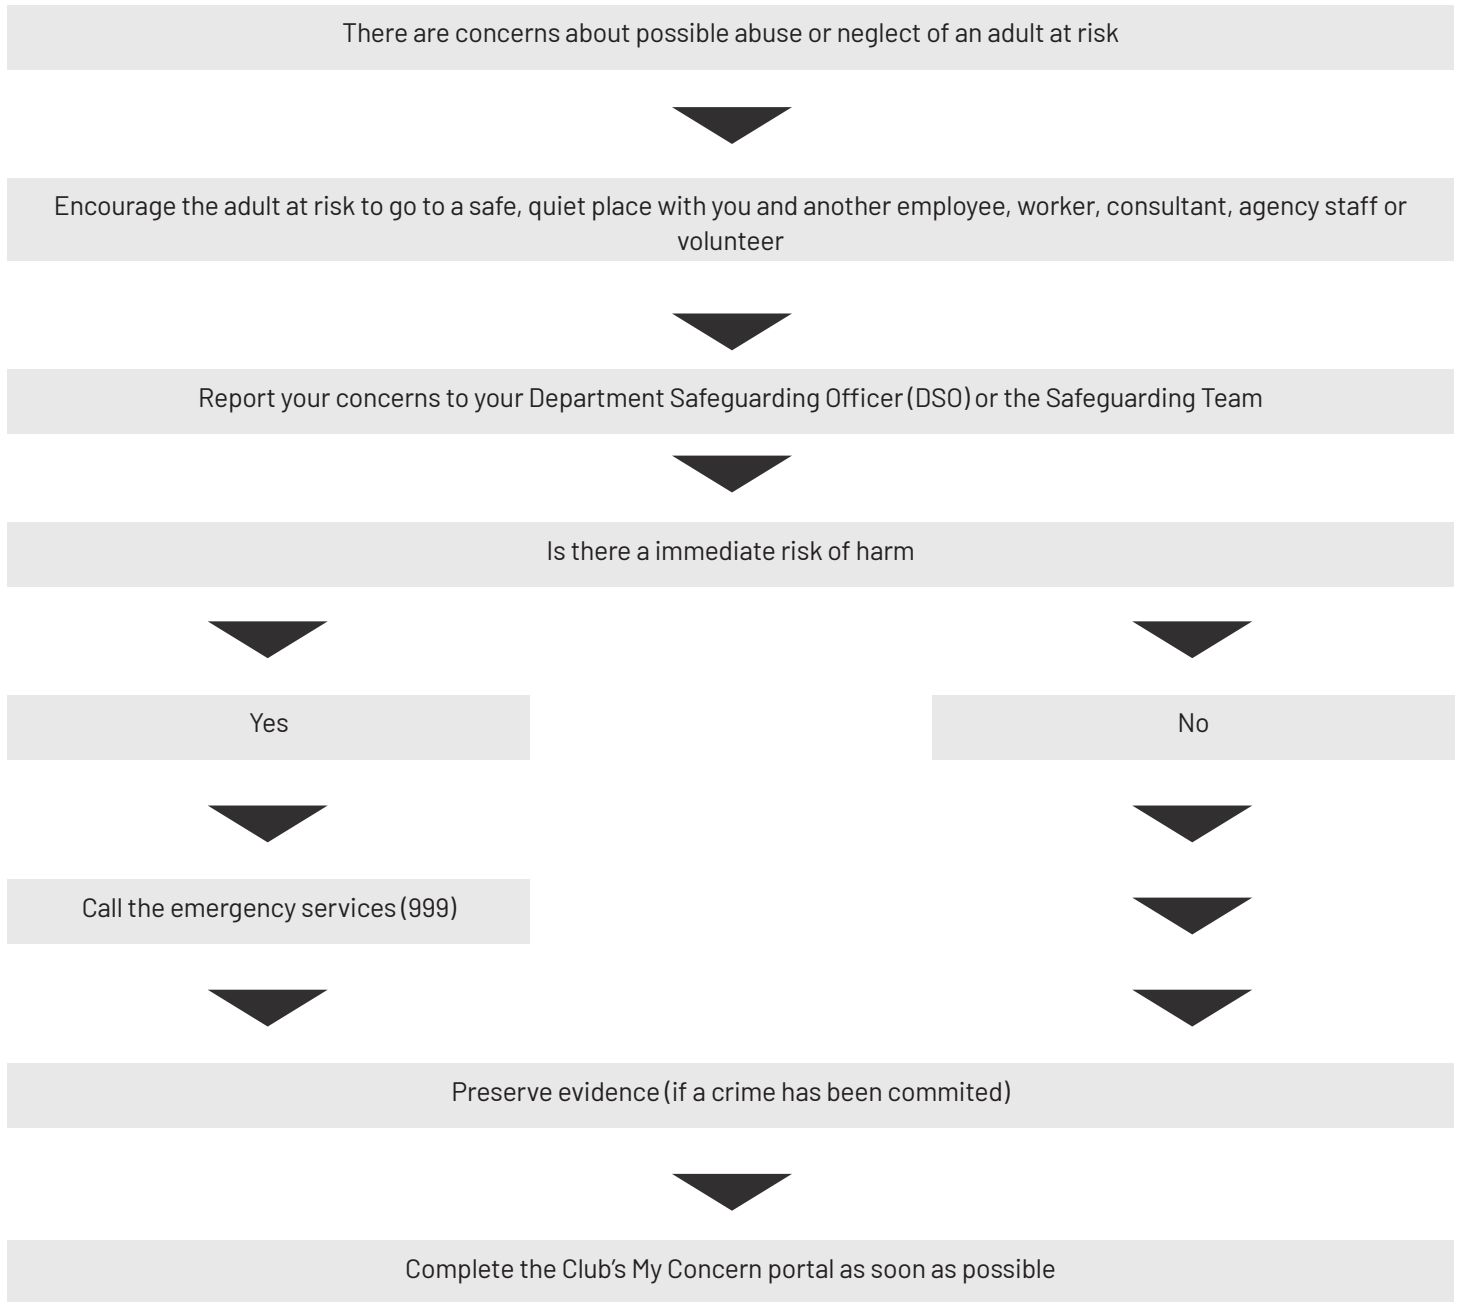 There are concerns about possible abuse or neglect of an adult at risk
Encourage the adult at risk to go to a safe, quiet place with you and another employee, worker, consultant, agency staff or
volunteer
Report your concerns to your Department Safeguarding Officer (DSO) or the Safeguarding Team
Is there a immediate risk of harm
Yes
No
Call the emergency services (999)
Preserve evidence (if a crime has been commited)
Complete the Club's My Concern portal as soon as possible